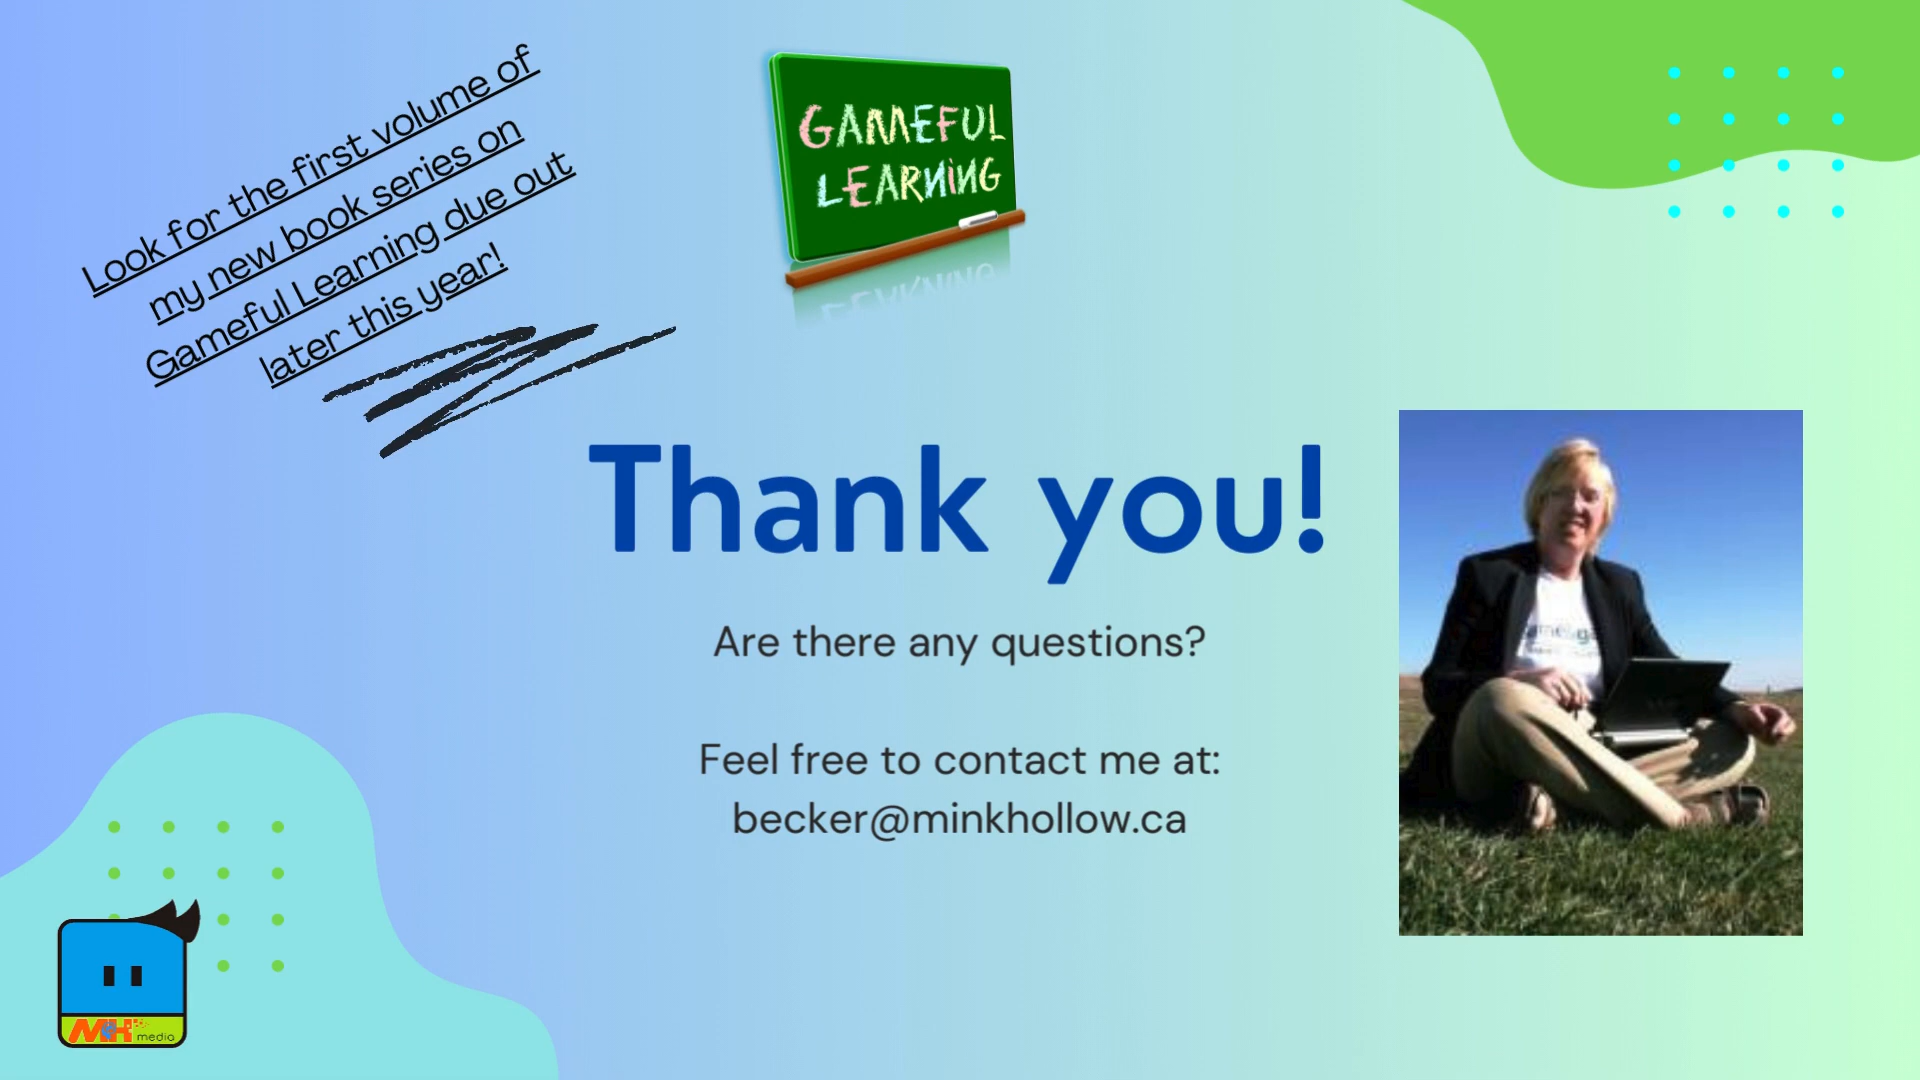 Look for the first volume of
my new book series on
Gameful Learning due out
later this year!
GAMEFUL
LEARNING
Thank you!
Are there any questions?
Feel free to contact me at:
becker@minkhollow.ca
MH media